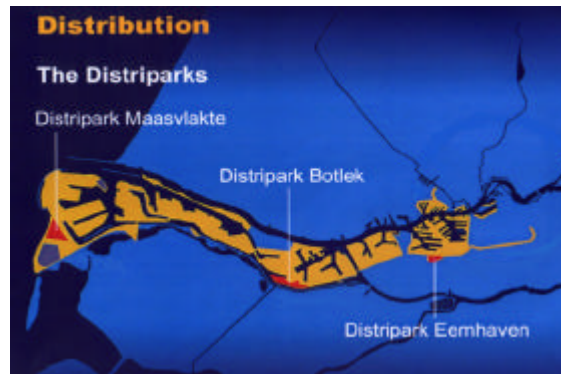 Distribution
The Distriparks
Distripark Maasvlakte
Distripark Botlek
Distripark Eemhaven